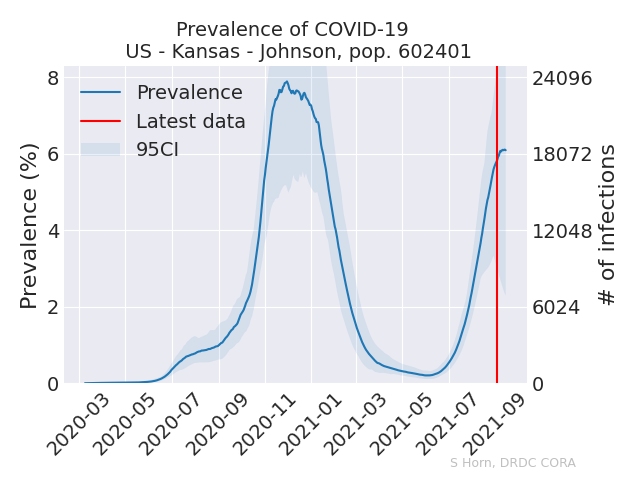 Prevalence of COVID-19
US - Kansas - Johnson, pop. 602401
Prevalence
Latest data
95CI
Prevalence (%)
8
6
4
2
0
24096
18072
12048
6024
0
# of infections
2020-03
2020-05
2020-07
2020-09
2020-11
2021-01
2021-03
2021-05
2021-07
2021-09
S Horn, DRDC CORA